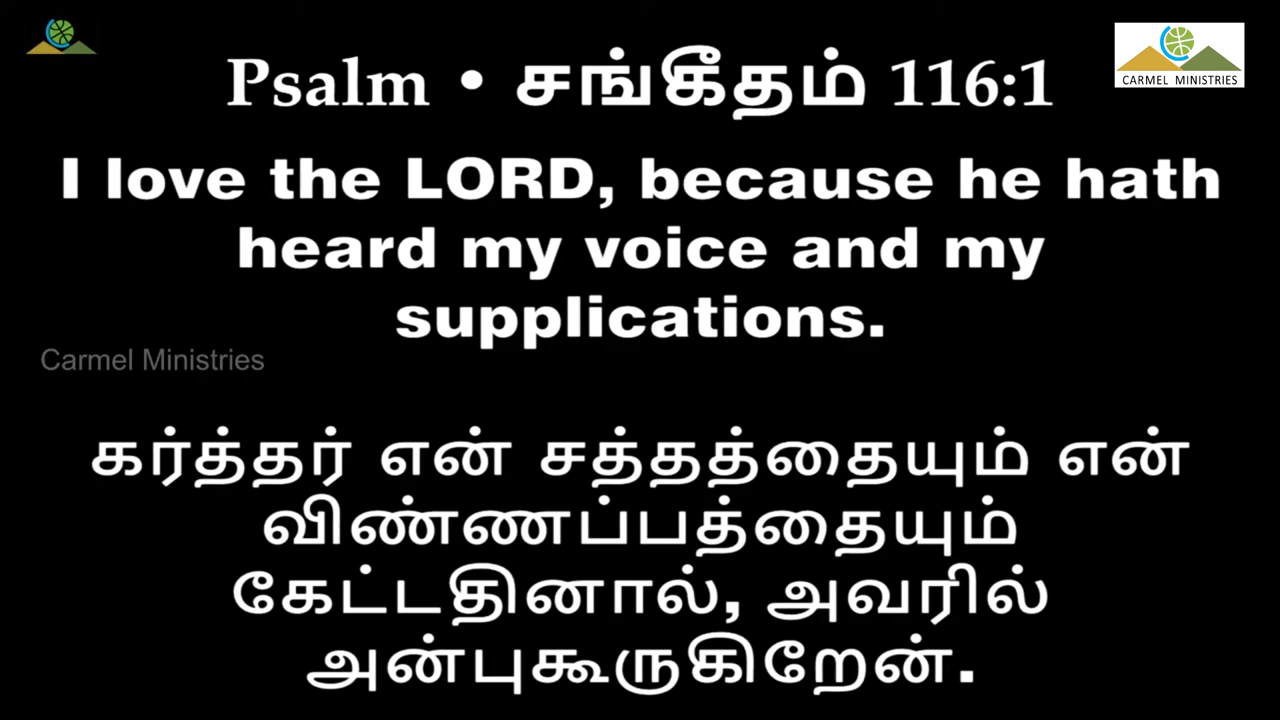 CARMEL MINISTRIES
Psalm • சங்கீதம் 116:1
I love the LORD, because he hath
heard my voice and my
supplications.
Carmel Ministries
கர்த்தர் என் சத்தத்தையும் என்
விண்ணப்பத்தையும்
கேட்டதினால், அவரில்
அன்புகூருகிறேன்.